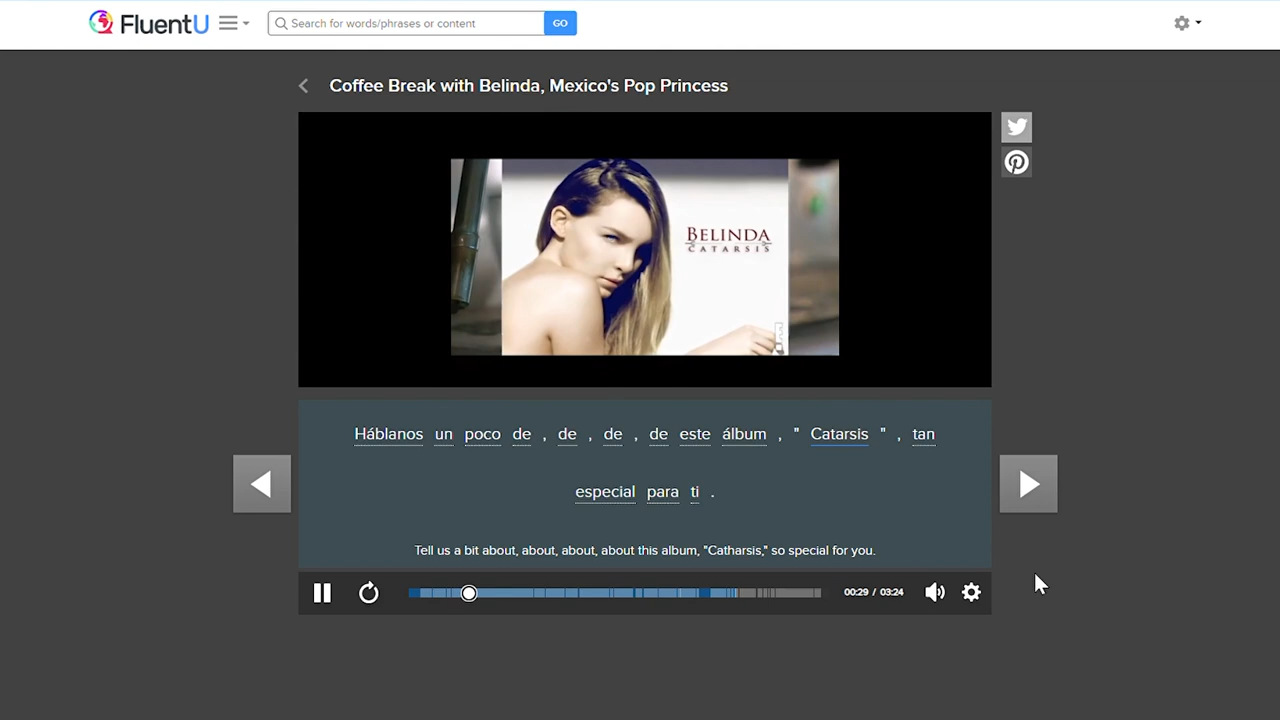 FluentU
Search for words/phrases or content
GO
Coffee Break with Belinda, Mexico's Pop Princess
BELINDA
CATARSIS
Háblanos un poco de , de , de , de este álbum , " Catarsis " , tan
especial para ti .
Tell us a bit about, about, about, about this album, "Catharsis," so special for you.
00:29 / 03:24